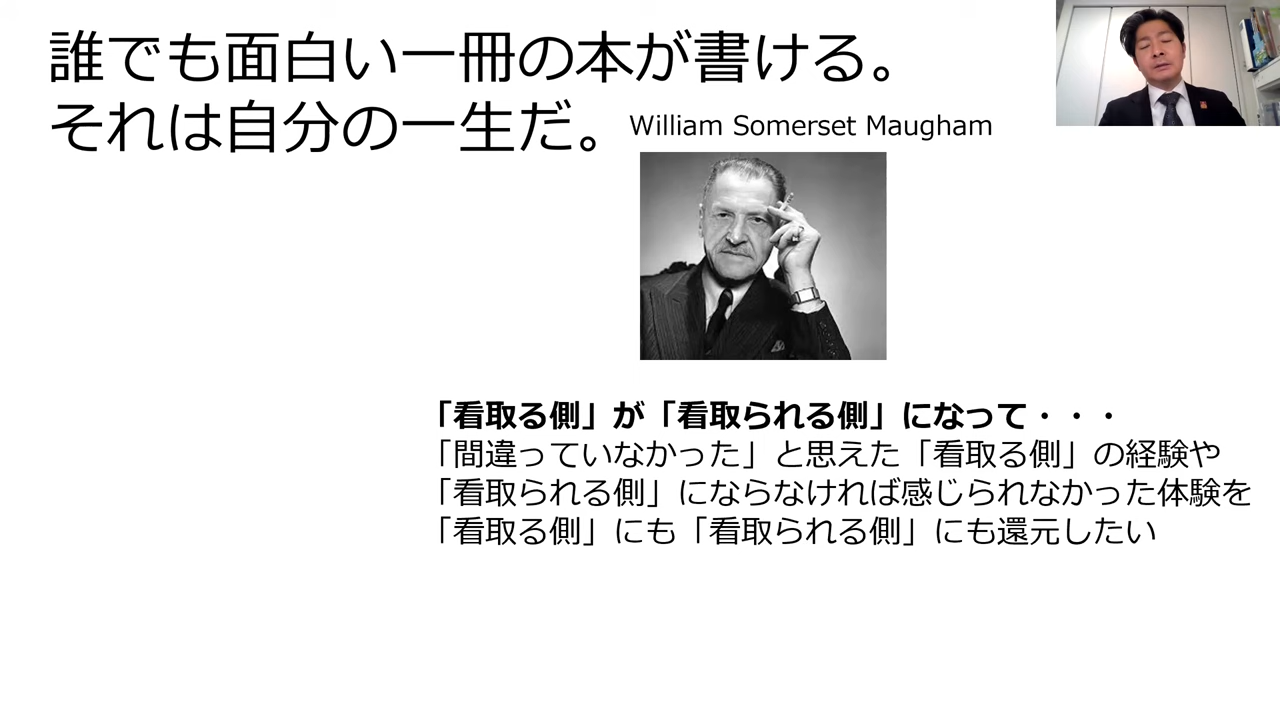 誰でも面白い一冊の本が書ける。
それは自分の一生だ。William Somerset Maugham
「看取る側」が「看取られる側」になって・・・
「間違っていなかった」と思えた「看取る側」の経験や
「看取られる側」にならなければ感じられなかった体験を
「看取る側」にも「看取られる側」にも還元したい